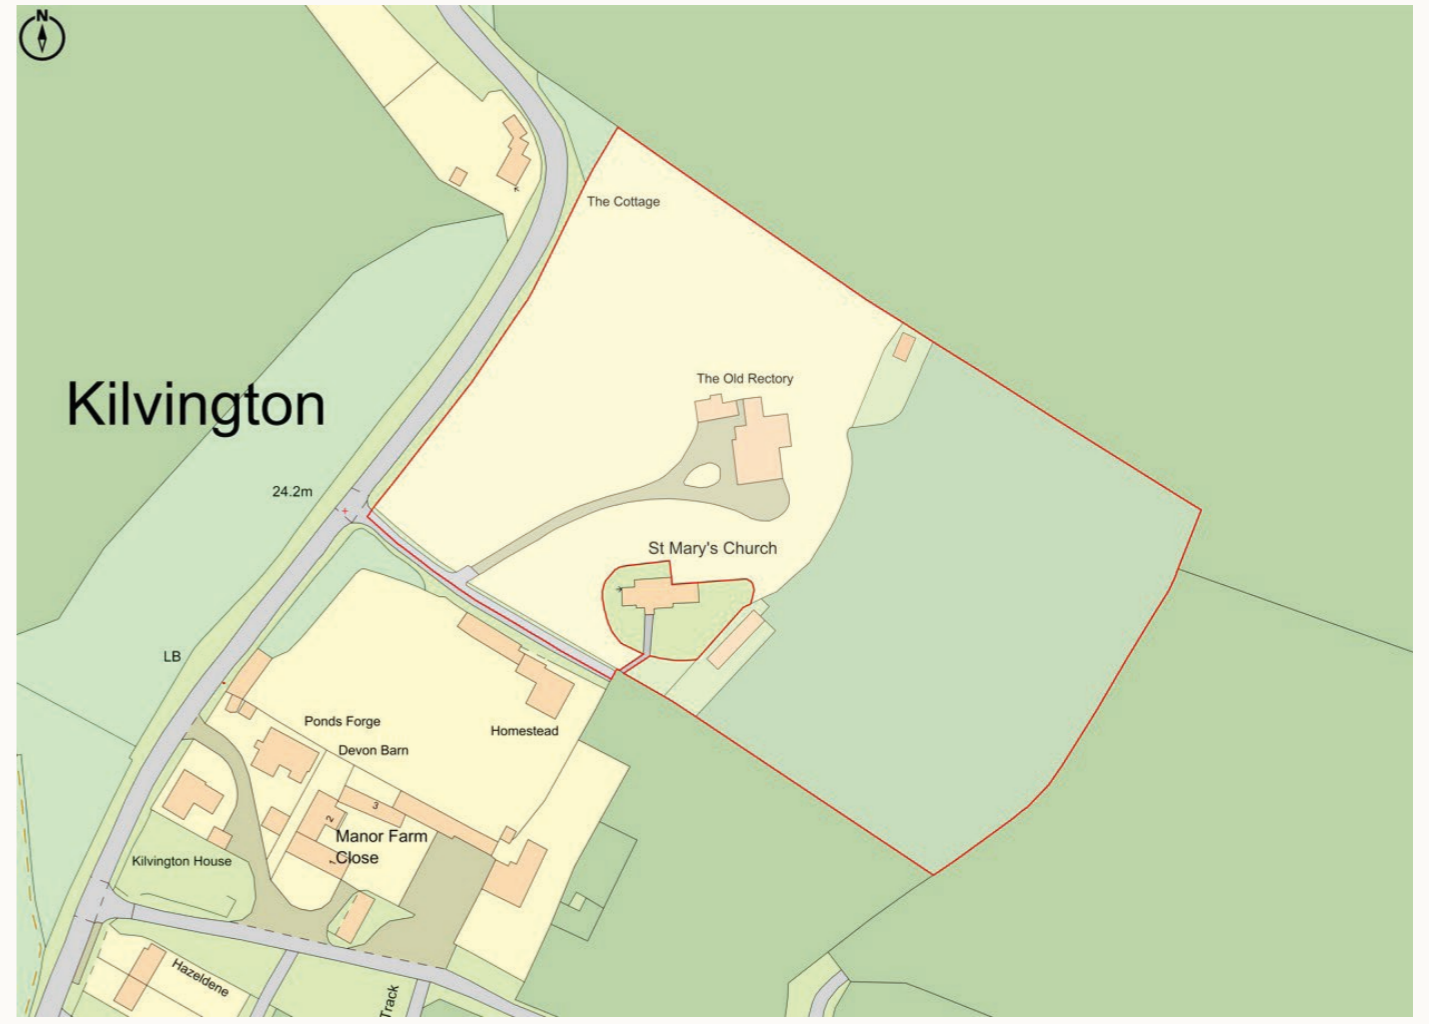 N
The Cottage
The Old Rectory
Kilvington
24.2m
St Mary's Church
LB
Ponds Forge
Homestead
Devon Barn
3
2
Manor Farm
Close
1
Kilvington House
Hazeldene
Track